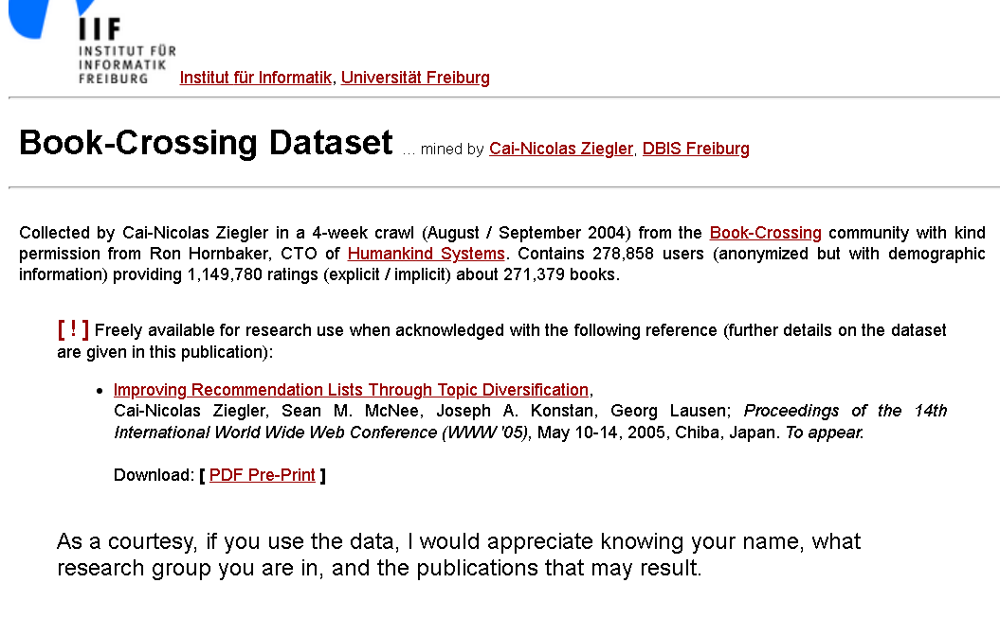 IIF
INSTITUT FÜR
INFORMATIK
FREIBURG
Institut für Informatik, Universität Freiburg
Book-Crossing Dataset ... mined by Cai-Nicolas Ziegler, DBIS Freiburg
Collected by Cai-Nicolas Ziegler in a 4-week crawl (August / September 2004) from the Book-Crossing community with kind
permission from Ron Hornbaker, CTO of Humankind Systems. Contains 278,858 users (anonymized but with demographic
information) providing 1,149,780 ratings (explicit / implicit) about 271,379 books.
[ ! ] Freely available for research use when acknowledged with the following reference (further details on the dataset
are given in this publication):
• Improving Recommendation Lists Through Topic Diversification,
Cai-Nicolas Ziegler, Sean M. McNee, Joseph A. Konstan, Georg Lausen; Proceedings of the 14th
International World Wide Web Conference (WWW '05), May 10-14, 2005, Chiba, Japan. To appear.
Download: [ PDF Pre-Print ]
As a courtesy, if you use the data, I would appreciate knowing your name, what
research group you are in, and the publications that may result.